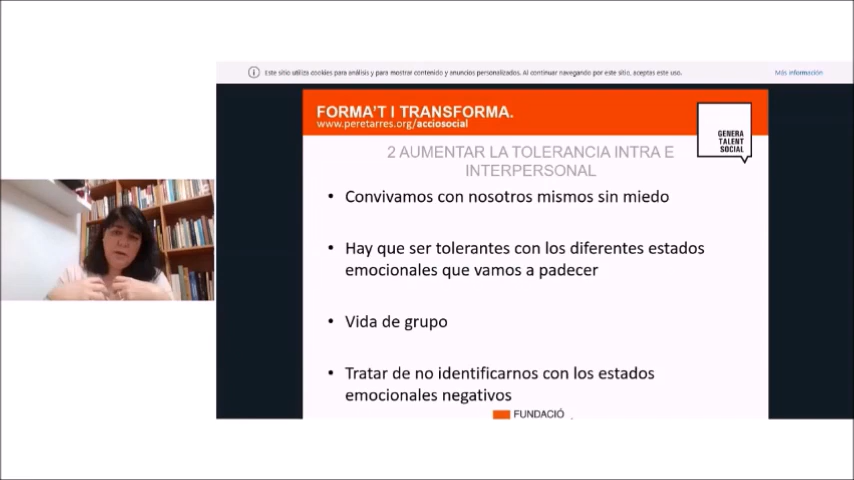 Este sitio utiliza cookies para análisis y para mostrar contenido y anuncios personalizados. Al continuar navegando por este sitio, aceptas este uso.
Más información
FORMA'T I TRANSFORMA.
www.peretarres.org/acciosocial
GENERA
TALENT
SOCIAL
2 AUMENTAR LA TOLERANCIA INTRA E
INTERPERSONAL
• Convivamos con nosotros mismos sin miedo
• Hay que ser tolerantes con los diferentes estados
emocionales que vamos a padecer
• Vida de grupo
• Tratar de no identificarnos con los estados
emocionales negativos
FUNDACIÓ